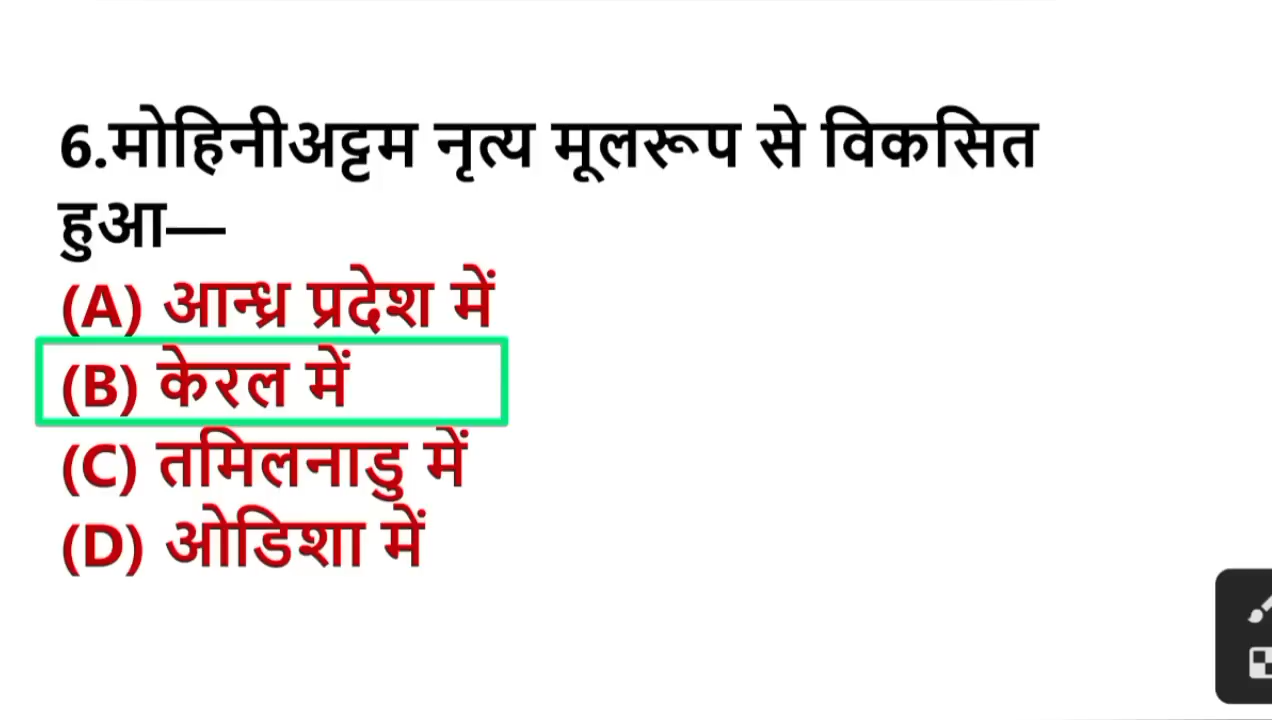 6.मोहिनीअट्टम नृत्य मूलरूप से विकसित
हुआ—
(A) आन्ध्र प्रदेश में
(B) केरल में
(C) तमिलनाडु में
(D) ओडिशा में